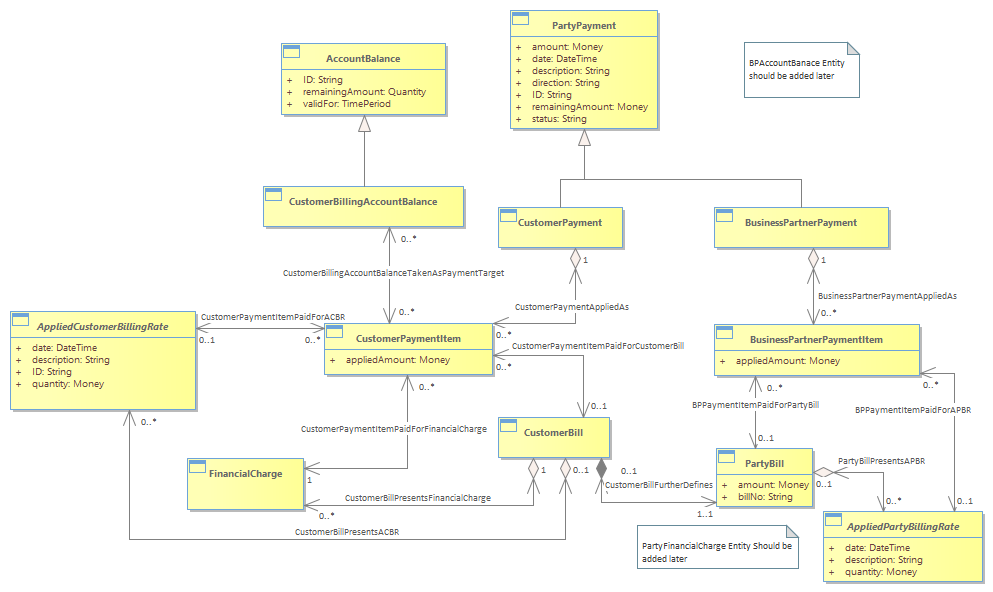 PartyPayment
+ amount: Money
+ date: DateTime
+ description: String
+ direction: String
+ ID: String
+ remainingAmount: Money
+ status: String
AccountBalance
+ ID: String
+ remainingAmount: Quantity
+ validFor: TimePeriod
BPAccountBanace Entity
should be added later
CustomerBillingAccountBalance
0..*
CustomerPayment
1
BusinessPartnerPayment
1
CustomerBillingAccountBalanceTakenAsPaymentTarget
0..*
CustomerPaymentAppliedAs
0..*
BusinessPartnerPaymentAppliedAs
0..*
AppliedCustomerBillingRate
+ date: DateTime
+ description: String
+ ID: String
+ quantity: Money
CustomerPaymentItemPaidForACBR
0..1
0..*
CustomerPaymentItem
+ appliedAmount: Money
CustomerPaymentItemPaidForCustomerBill
0..*
0..1
BusinessPartnerPaymentItem
+ appliedAmount: Money
0..*
0..*
BPPaymentItemPaidForPartyBill
BPPaymentItemPaidForAPBR
0..1
0..*
0..*
CustomerPaymentItemPaidForFinancialCharge
CustomerBill
1
0..1
0..1
FinancialCharge
1
0..*
CustomerBillPresentsFinancialCharge
CustomerBillPresentsACBR
CustomerBillFurtherDefines
1..1
PartyBill
+ amount: Money
+ billNo: String
PartyBillPresentsAPBR
0..1
0..*
0..1
PartyFinancialCharge Entity Should be
added later
AppliedPartyBillingRate
+ date: DateTime
+ description: String
+ quantity: Money